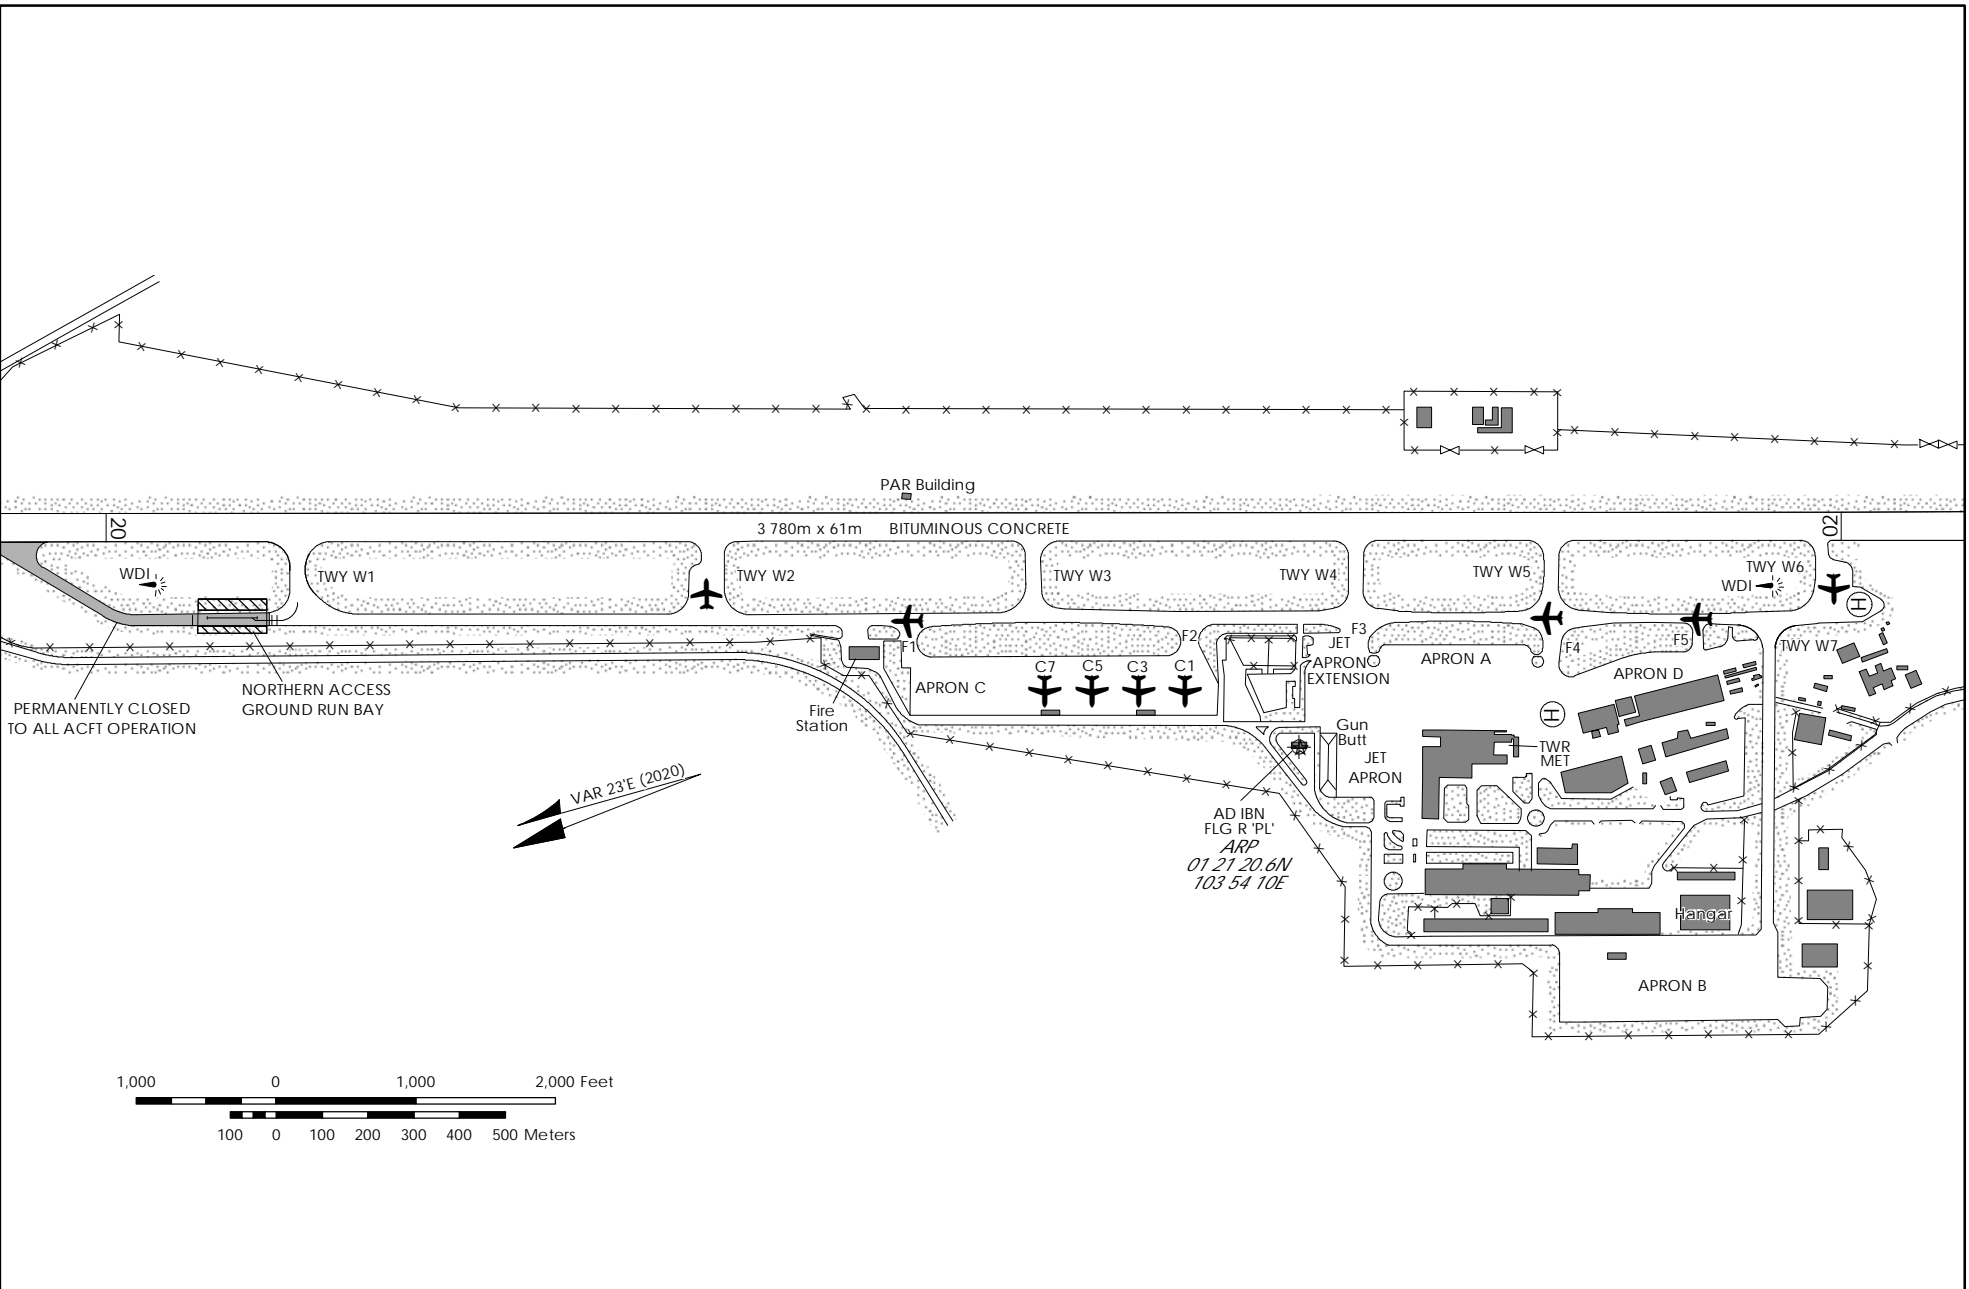 PAR Building
3 780m x 61m BITUMINOUS CONCRETE
20
02
WDI
TWY W1
TWY W2
TWY W3
TWY W4
TWY W5
TWY W6
WDI
H
F1
F2
F3
F4
F5
TWY W7
JET
APRON
EXTENSION
APRON A
APRON D
C7
C5
C3
C1
APRON C
NORTHERN ACCESS
GROUND RUN BAY
PERMANENTLY CLOSED
TO ALL ACFT OPERATION
Fire
Station
Gun
Butt
H
JET
APRON
TWR
MET
VAR 23'E (2020)
AD IBN
FLG R 'PL'
ARP
01 21 20.6N
103 54 10E
Hangar
APRON B
1,000 0 1,000 2,000 Feet
100 0 100 200 300 400 500 Meters